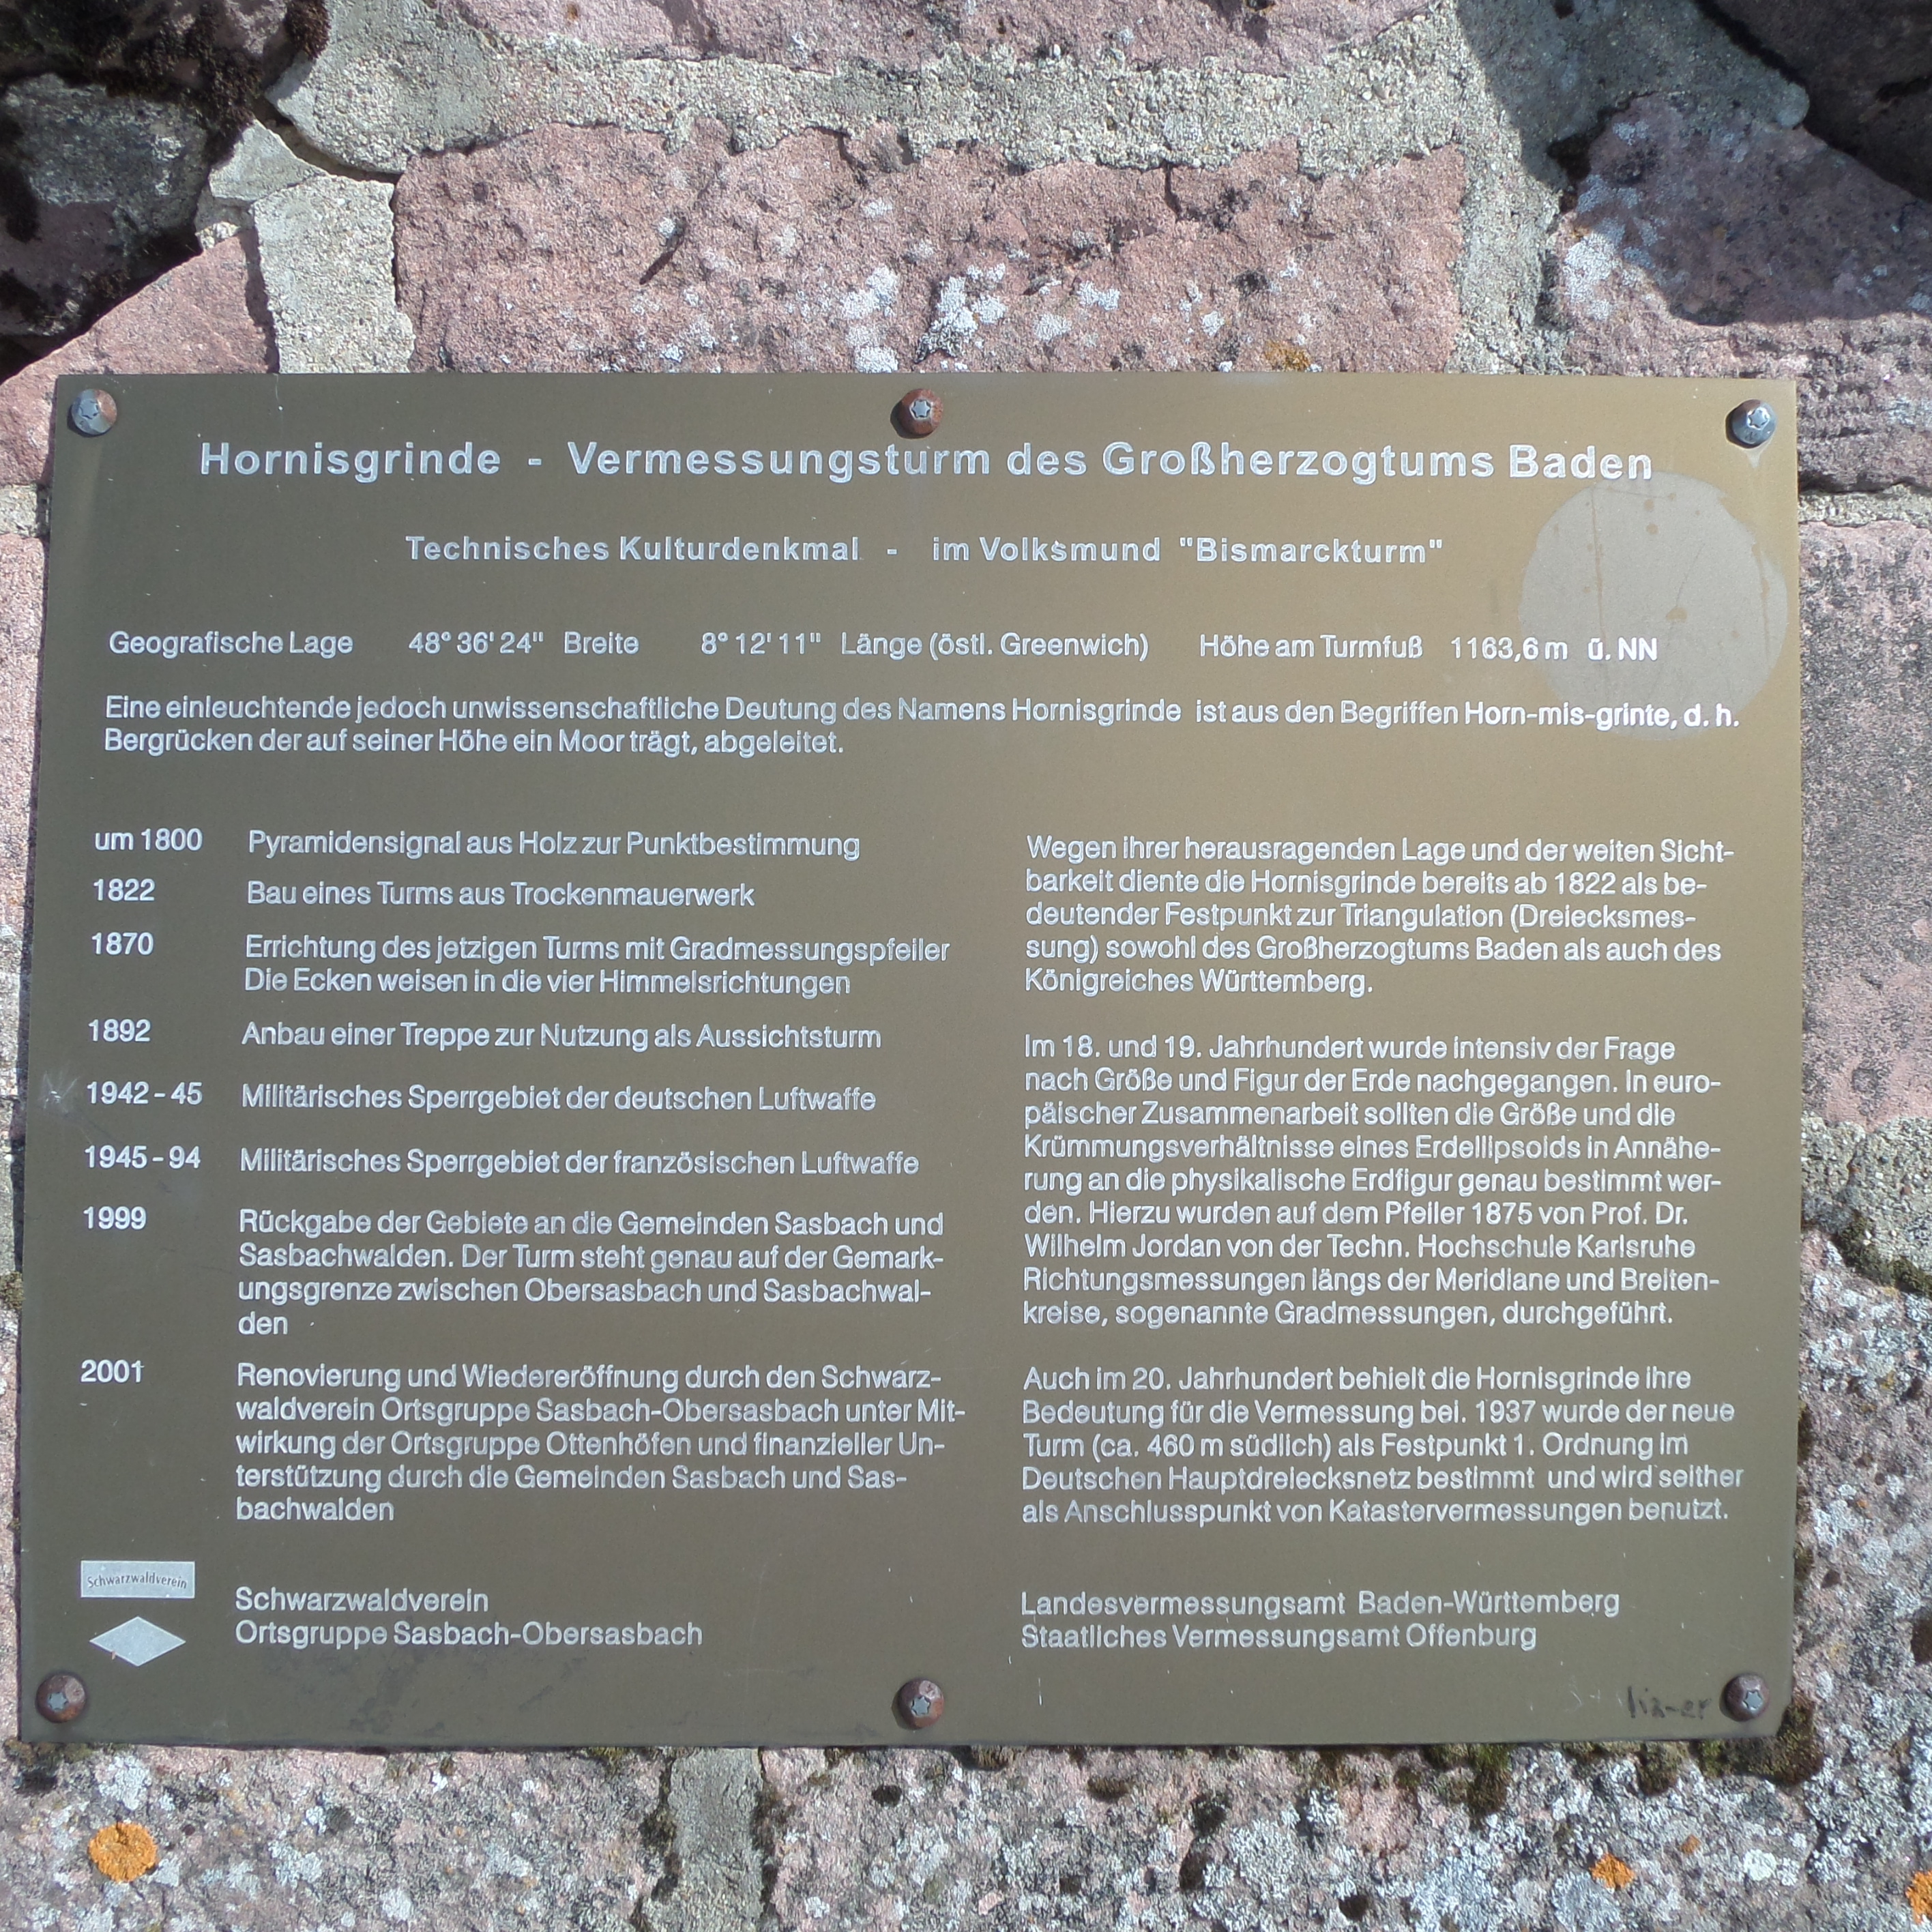 Hornisgrinde - Vermessungsturm des Großherzogtums Baden
Technisches Kulturdenkmal - im Volksmund "Bismarckturm"
Geografische Lage 48° 36' 24" Breite 8° 12' 11" Länge (östl. Greenwich) Höhe am Turmfuß 1163,6 m ü. NN
Eine einleuchtende jedoch unwissenschaftliche Deutung des Namens Hornisgrinde ist aus den Begriffen Horn-mis-grinte, d. h.
Bergrücken der auf seiner Höhe ein Moor trägt, abgeleitet.
um 1800 Pyramidensignal aus Holz zur Punktbestimmung
1822 Bau eines Turms aus Trockenmauerwerk
1870 Errichtung des jetzigen Turms mit Gradmessungspfeiler
Die Ecken weisen in die vier Himmelsrichtungen
1892 Anbau einer Treppe zur Nutzung als Aussichtsturm
1942 - 45 Militärisches Sperrgebiet der deutschen Luftwaffe
1945 - 94 Militärisches Sperrgebiet der französischen Luftwaffe
1999 Rückgabe der Gebiete an die Gemeinden Sasbach und
Sasbachwalden. Der Turm steht genau auf der Gemark-
ungsgrenze zwischen Obersasbach und Sasbachwal-
den
2001 Renovierung und Wiedereröffnung durch den Schwarz-
waldverein Ortsgruppe Sasbach-Obersasbach unter Mit-
wirkung der Ortsgruppe Ottenhöfen und finanzieller Un-
terstützung durch die Gemeinden Sasbach und Sas-
bachwalden
Schwarzwaldverein
Schwarzwaldverein
Ortsgruppe Sasbach-Obersasbach
Wegen ihrer herausragenden Lage und der weiten Sicht-
barkeit diente die Hornisgrinde bereits ab 1822 als be-
deutender Festpunkt zur Triangulation (Dreiecksmes-
sung) sowohl des Großherzogtums Baden als auch des
Königreiches Württemberg.
Im 18. und 19. Jahrhundert wurde intensiv der Frage
nach Größe und Figur der Erde nachgegangen. In euro-
päischer Zusammenarbeit sollten die Größe und die
Krümmungsverhältnisse eines Erdellipsoids in Annähe-
rung an die physikalische Erdfigur genau bestimmt wer-
den. Hierzu wurden auf dem Pfeiler 1875 von Prof. Dr.
Wilhelm Jordan von der Techn. Hochschule Karlsruhe
Richtungsmessungen längs der Meridiane und Breiten-
kreise, sogenannte Gradmessungen, durchgeführt.
Auch im 20. Jahrhundert behielt die Hornisgrinde ihre
Bedeutung für die Vermessung bei. 1937 wurde der neue
Turm (ca. 460 m südlich) als Festpunkt 1. Ordnung im
Deutschen Hauptdreiecksnetz bestimmt und wird seither
als Anschlusspunkt von Katastervermessungen benutzt.
Landesvermessungsamt Baden-Württemberg
Staatliches Vermessungsamt Offenburg